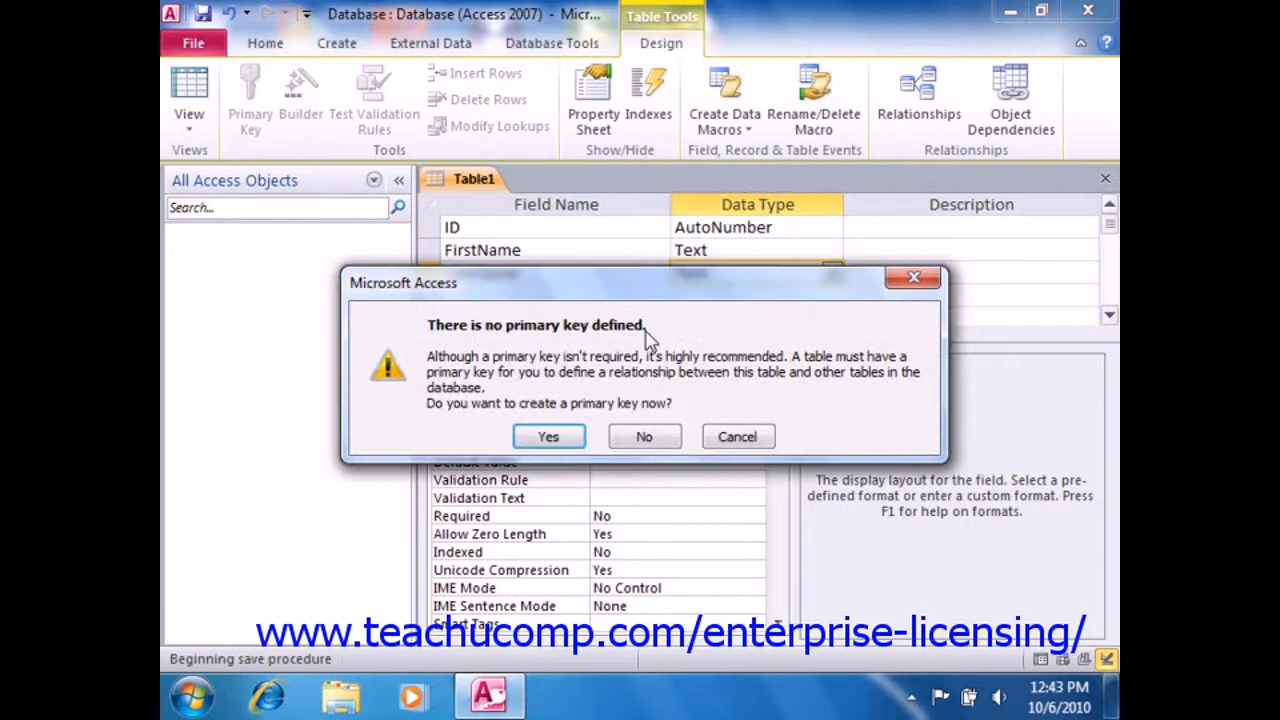 Database : Database (Access 2007) - Micr...
Table Tools
File
Home
Create
External Data
Database Tools
Design
View
Primary
Key
Builder
Test Validation
Rules
Insert Rows
Delete Rows
Modify Lookups
Property
Sheet
Indexes
Create Data
Macros
Rename/Delete
Macro
Relationships
Object
Dependencies
Views
Tools
Show/Hide
Field, Record & Table Events
Relationships
All Access Objects
Search...
Table1
Field Name
Data Type
Description
ID
AutoNumber
FirstName
Text
Microsoft Access
There is no primary key defined.
Although a primary key isn't required, it's highly recommended. A table must have a
primary key for you to define a relationship between this table and other tables in the
database.
Do you want to create a primary key now?
Yes
No
Cancel
Default Value
Validation Rule
Validation Text
Required
No
Allow Zero Length
Yes
Indexed
No
Unicode Compression
Yes
IME Mode
No Control
IME Sentence Mode
None
Smart Tags
The display layout for the field. Select a pre-
defined format or enter a custom format. Press
F1 for help on formats.
www.teachucomp.com/enterprise-licensing/
Beginning save procedure
12:43 PM
10/6/2010